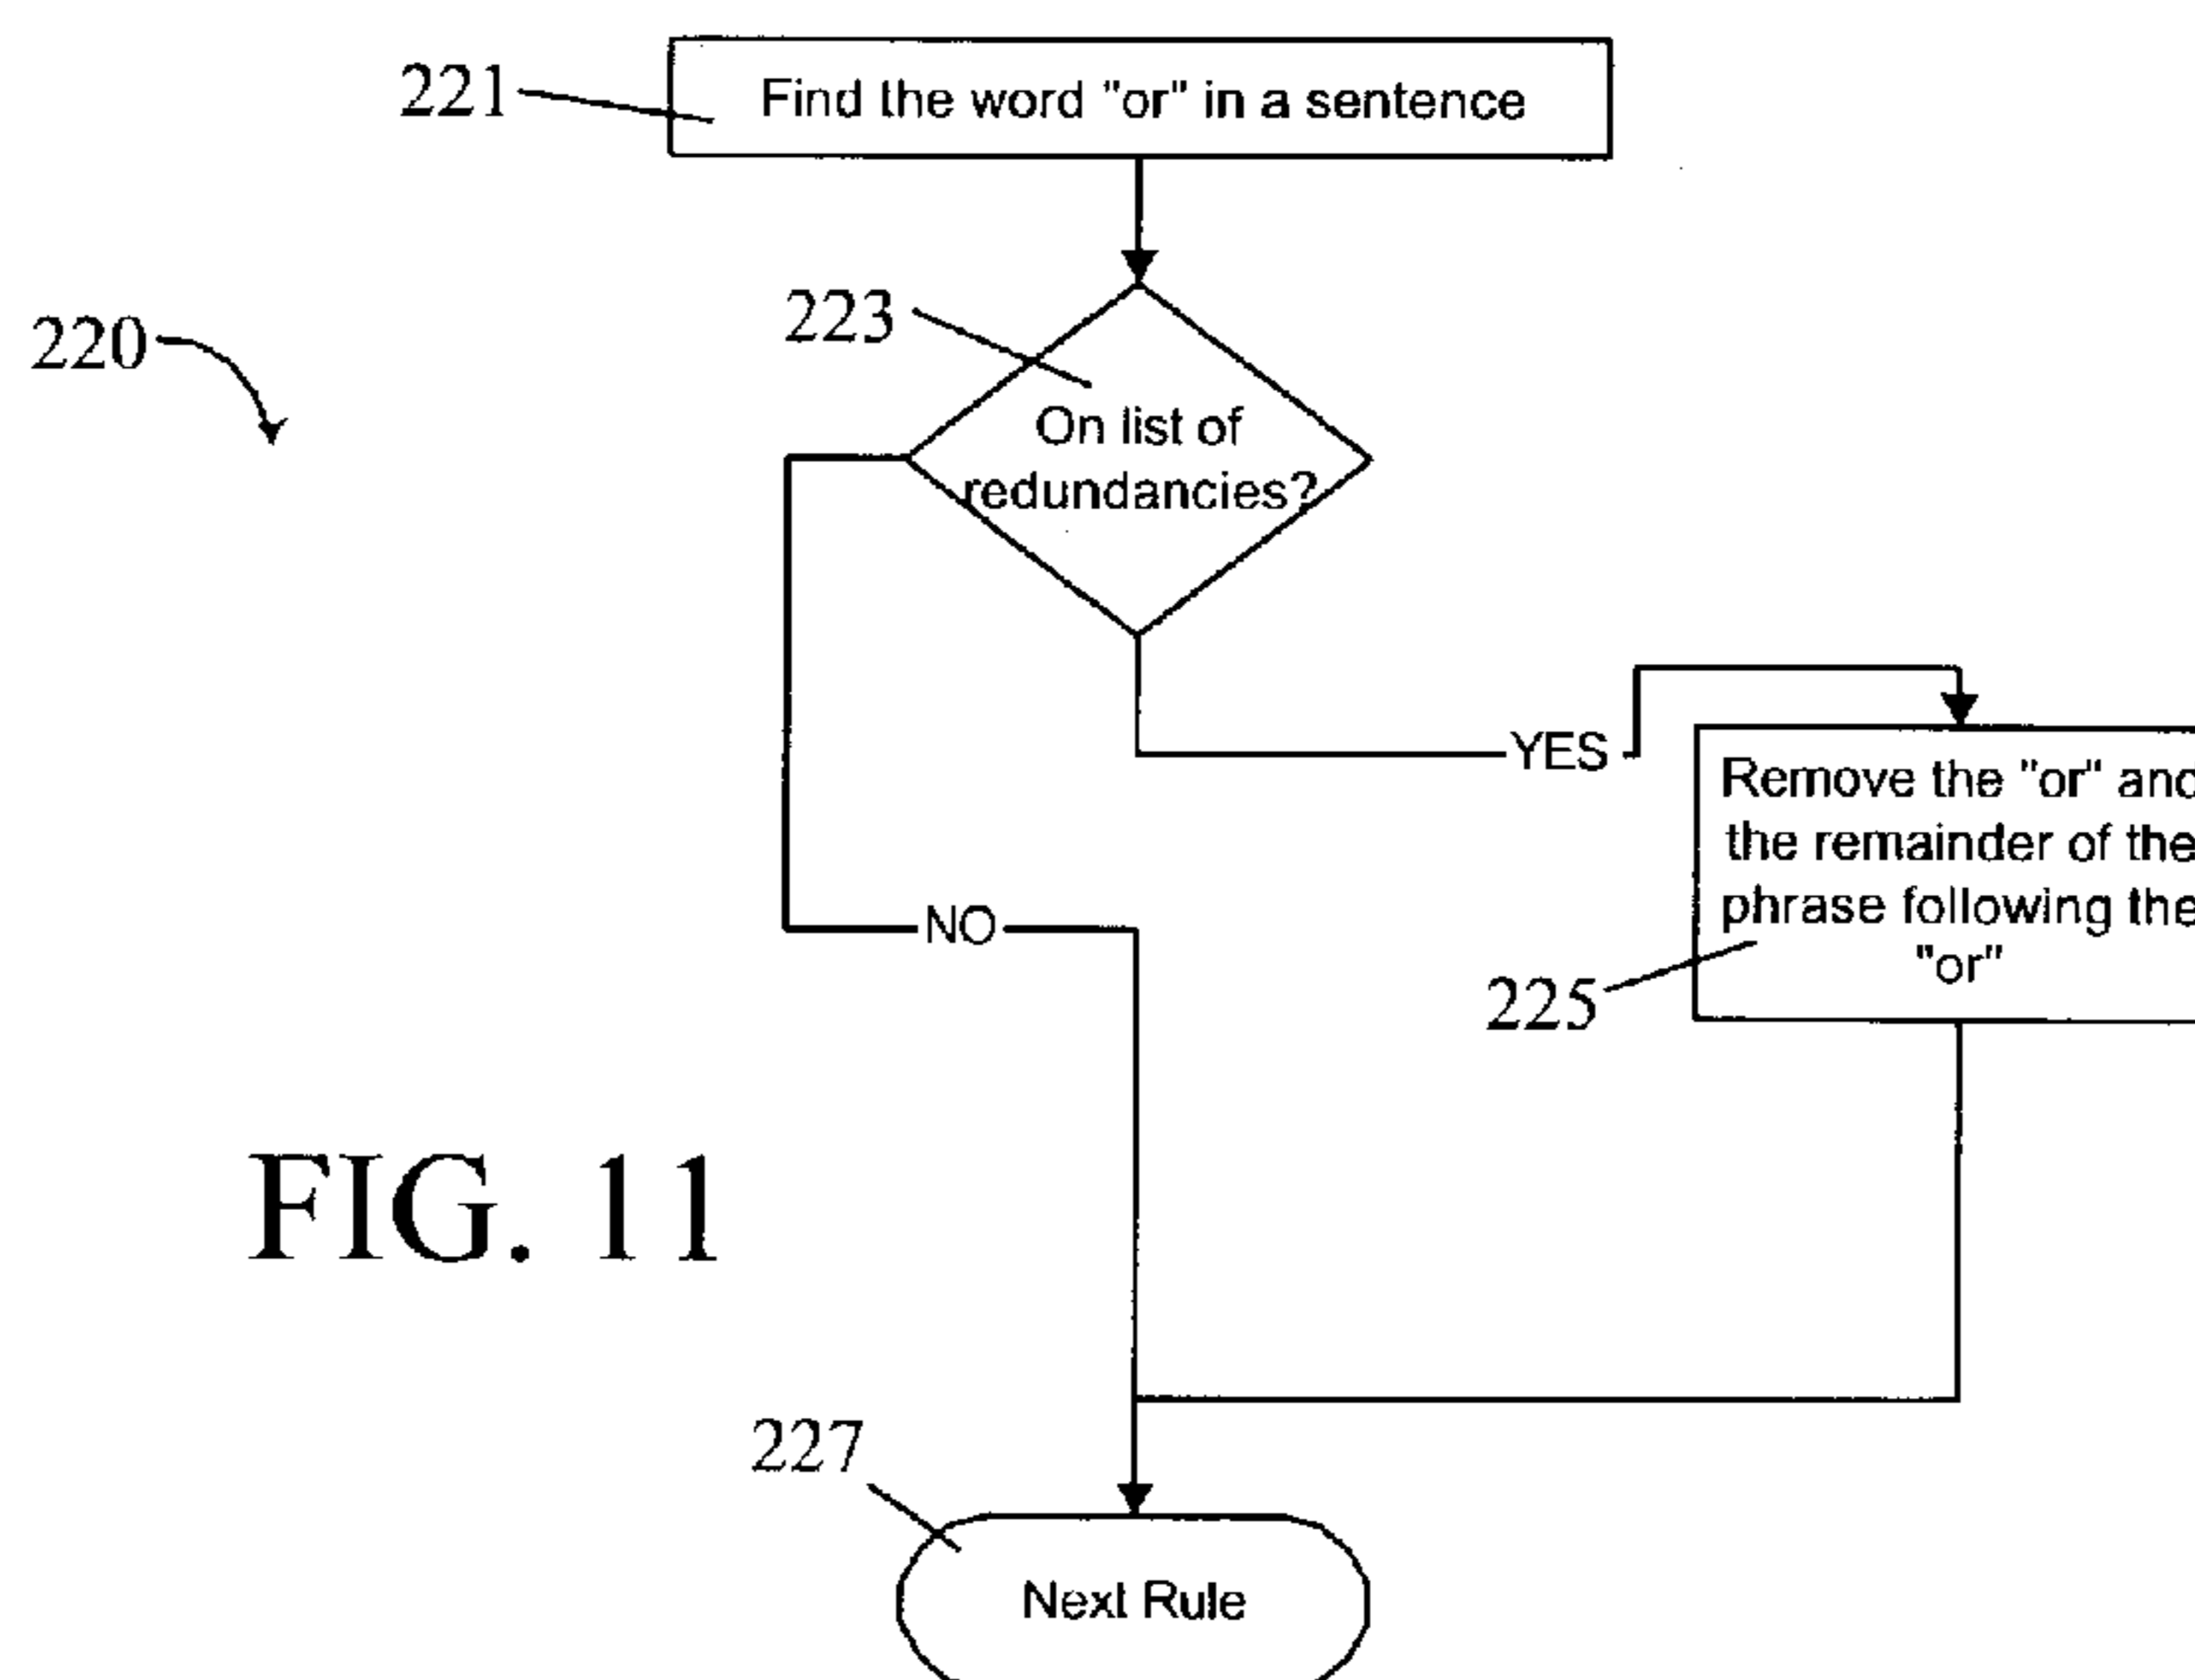 221
Find the word "or" in a sentence
220
223
On list of
redundancies?
YES
Remove the "or" and
the remainder of the
phrase following the
"or"
NO
225
FIG. 11
227
Next Rule